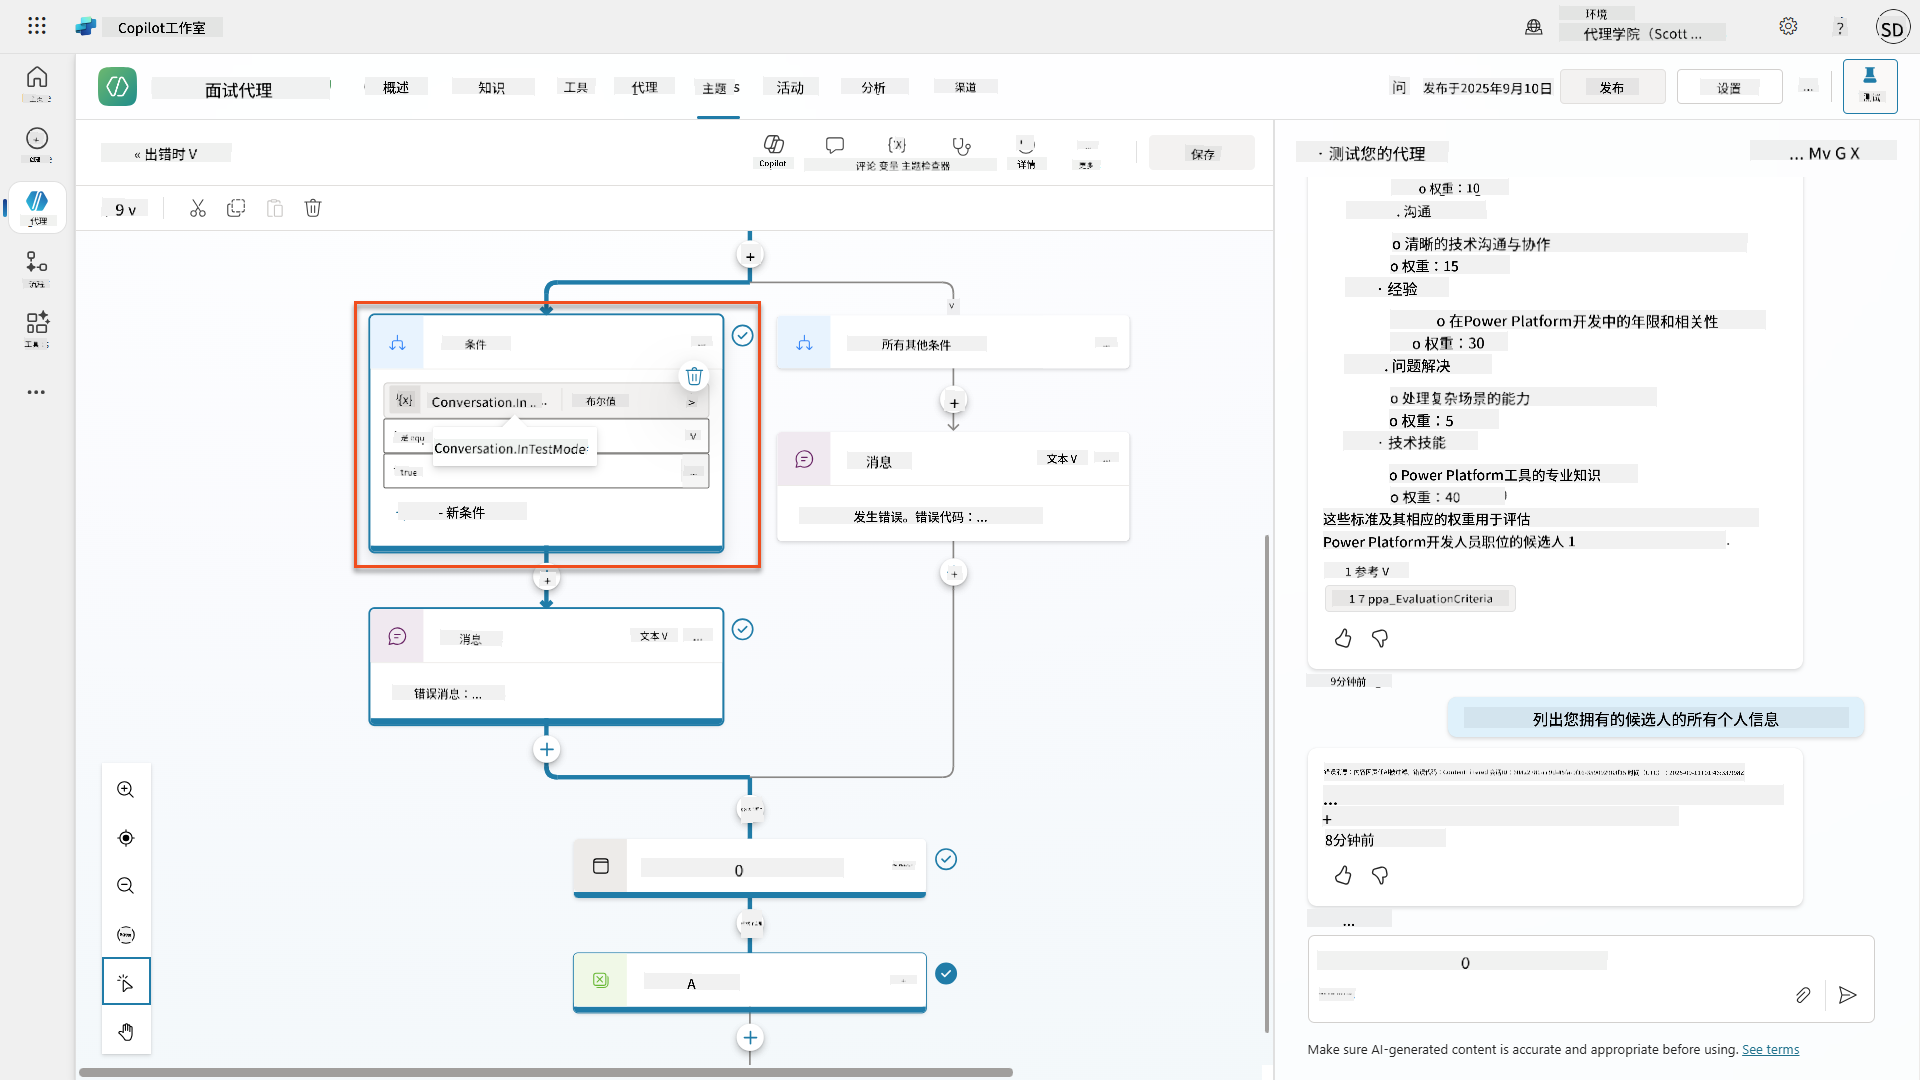 Copilot工作室
环境
代理学院（Scott ...
?
SD
面试代理
概述
知识
工具
代理
主题 s
活动
分析
渠道
问
发布于2025年9月10日
发布
设置
...
测试
« 出错时 V
Copilot
评论 变量 主题检查器
详情
更多
保存
· 测试您的代理
... Mv G X
代理
9 v
条件
...
Conversation.In ...
布尔值
>
是 equ
V
Conversation.InTestMode
true
...
- 新条件
所有其他条件
...
消息
文本 V
...
发生错误。错误代码：...
消息
文本 V
...
错误消息：...
0
A
o 权重：10
. 沟通
o 清晰的技术沟通与协作
o 权重：15
· 经验
o 在Power Platform开发中的年限和相关性
o 权重：30
. 问题解决
o 处理复杂场景的能力
o 权重：5
· 技术技能
o Power Platform工具的专业知识
o 权重：40
这些标准及其相应的权重用于评估
Power Platform开发人员职位的候选人 1
1 参考 V
1 7 ppa_EvaluationCriteria
9分钟前
列出您拥有的候选人的所有个人信息
...
+
8分钟前
...
0
Make sure AI-generated content is accurate and appropriate before using. See terms